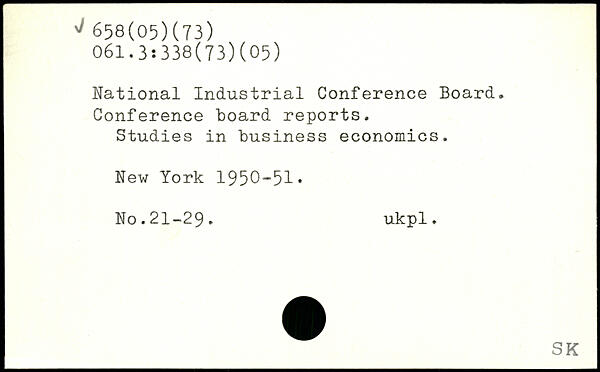 ✓ 658(05)(73)
061.3:338(73)(05)
National Industrial Conference Board.
Conference board reports.
Studies in business economics.
New York 1950-51.
No.21-29. ukpl.
SK